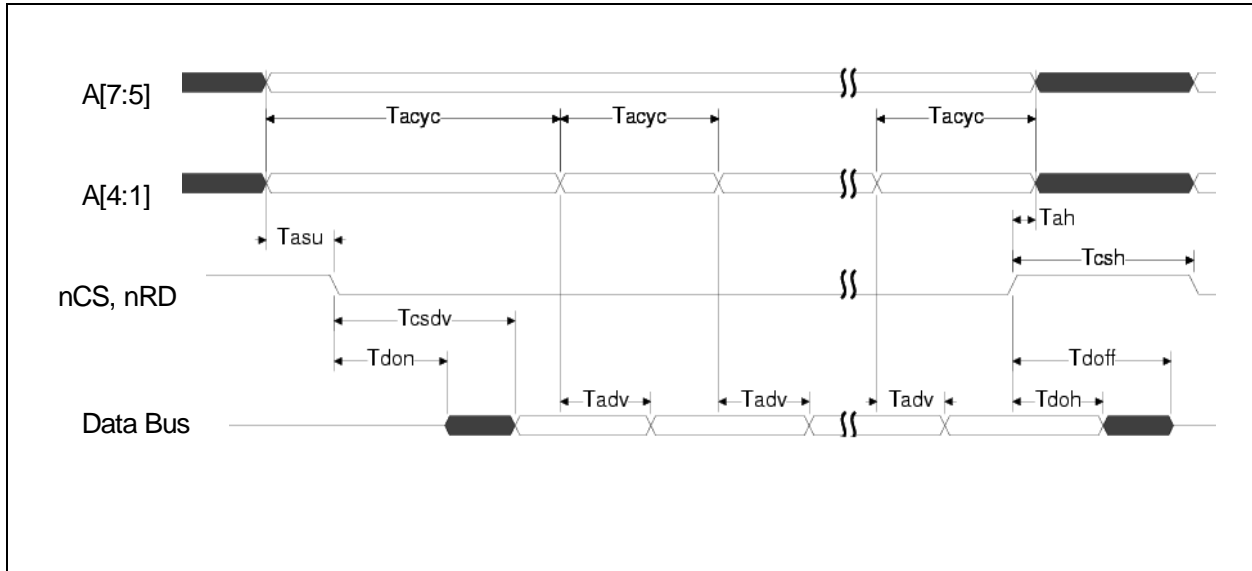 A[7:5]
Tacyc Tacyc Tacyc
A[4:1]
Tah
Tasu
Tcsh
nCS, nRD
Tcsdv
Tdon Tdoff
Tadv Tadv Tadv Tdoh
Data Bus